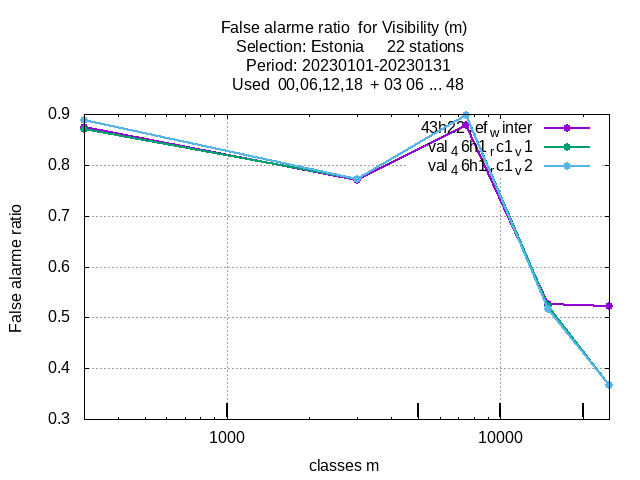 False alarme ratio for Visibility (m)
Selection: Estonia 22 stations
Period: 20230101-20230131
Used 00,06,12,18 + 03 06 ... 48
0.9
0.8
0.7
0.6
0.5
0.4
0.3
False alarme ratio
ef_winter
val_46h1_rc1_v1
val_46h1_rc1_v2
1000
10000
classes m